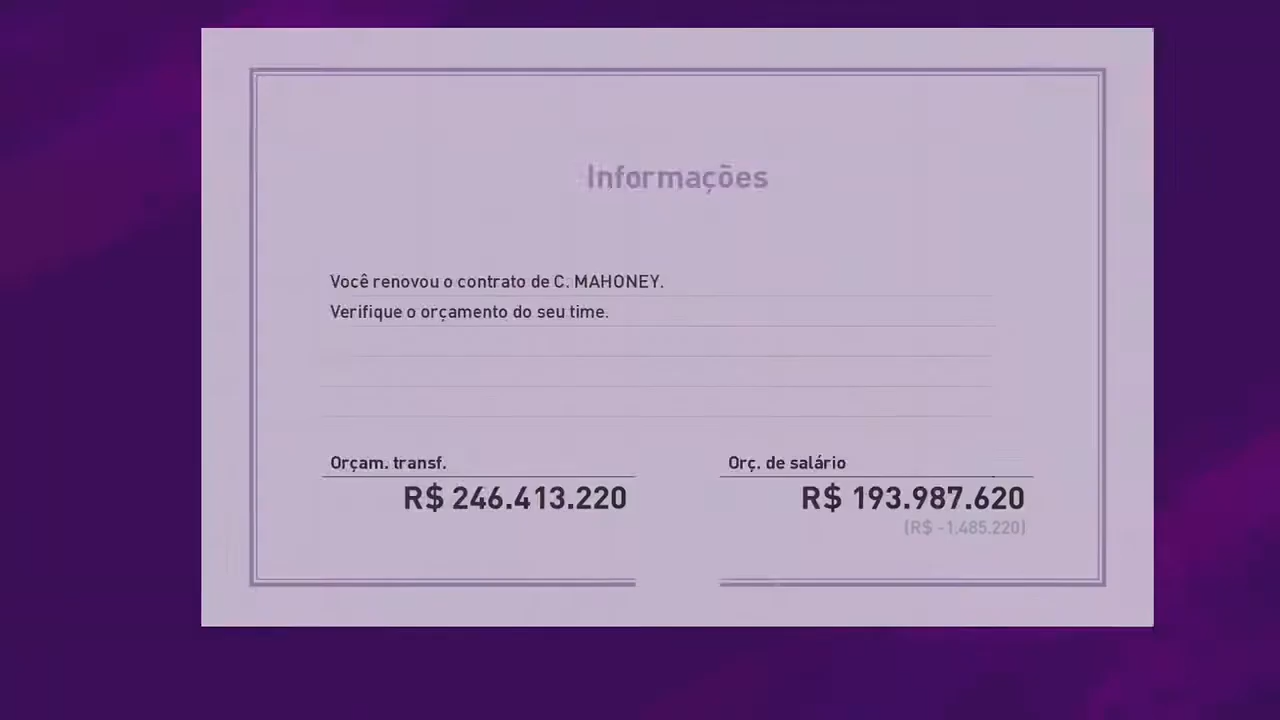 Informações
Você renovou o contrato de C. MAHONEY.
Verifique o orçamento do seu time.
Orçam. transf.
R$ 246.413.220
Orç. de salário
R$ 193.987.620
(R$ -1.485.220)